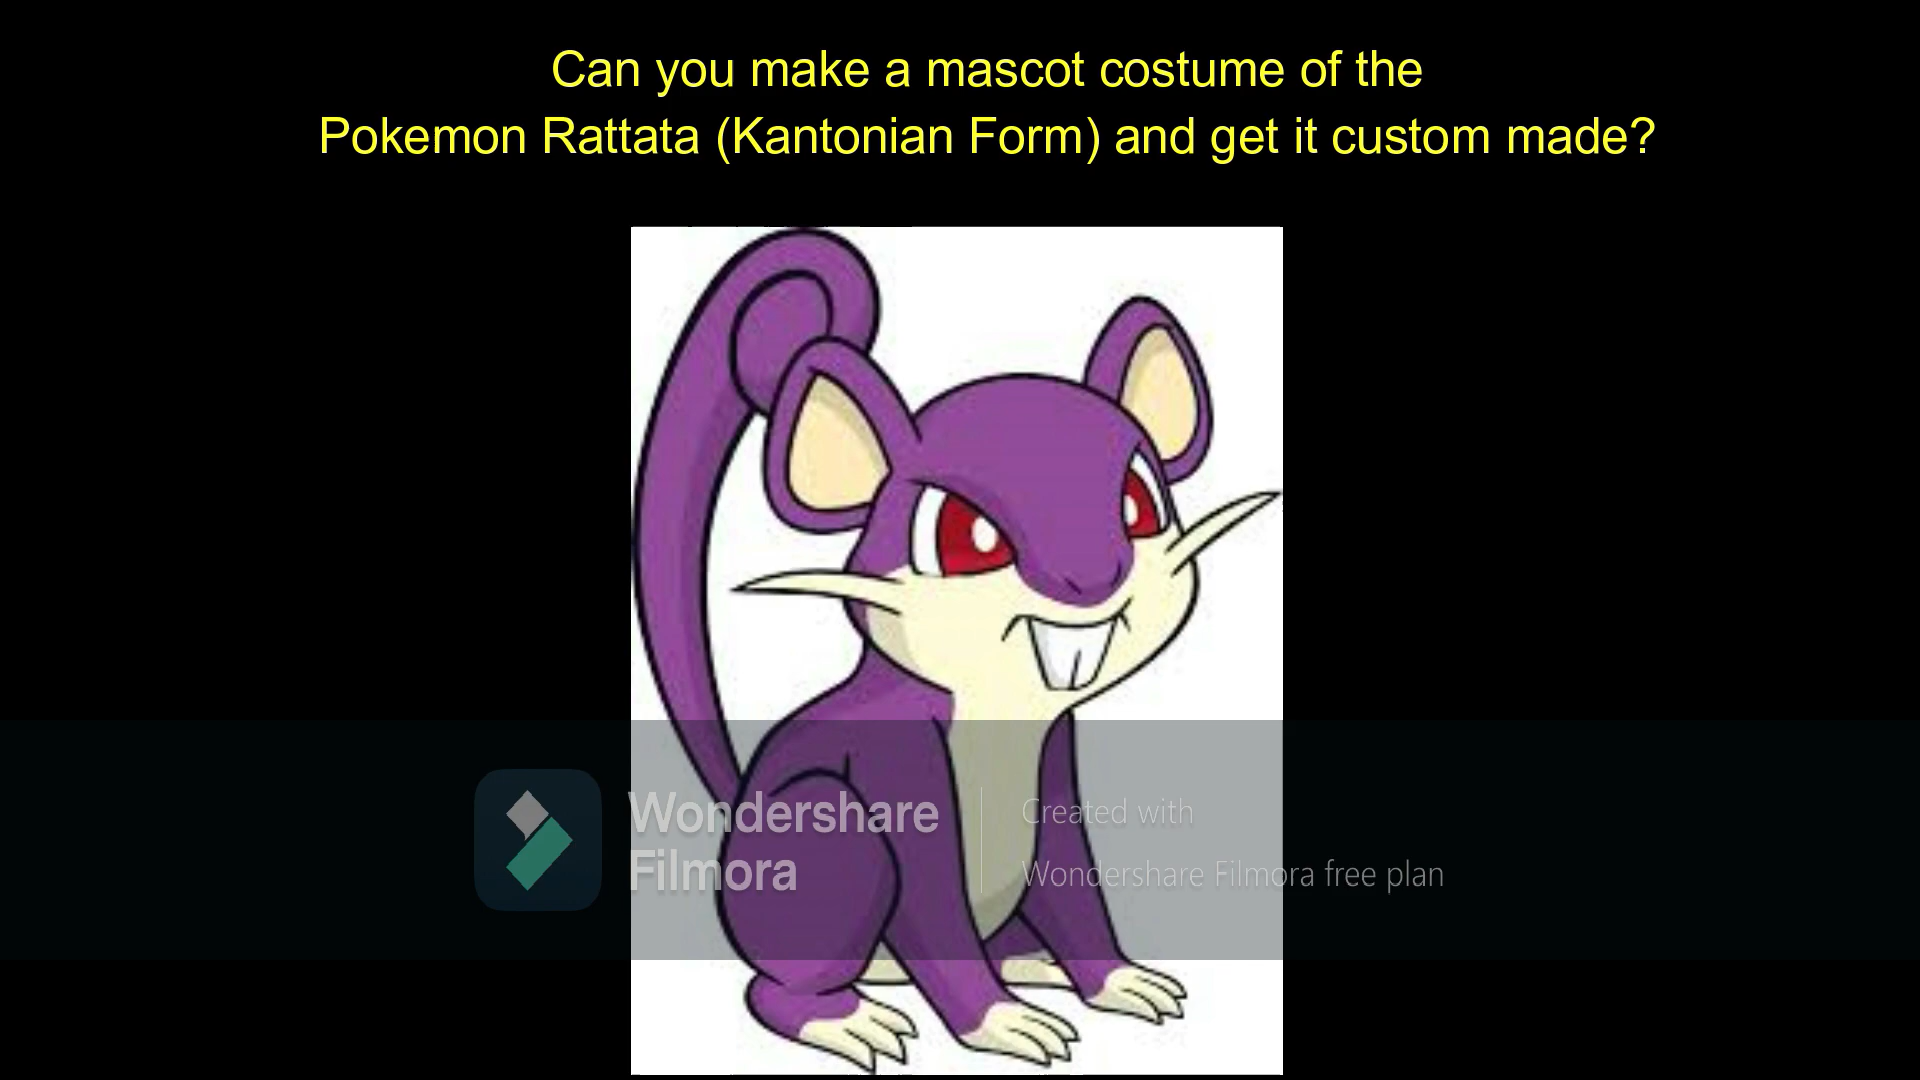 Can you make a mascot costume of the
Pokemon Rattata (Kantonian Form) and get it custom made?
Wondershare
Filmora
Created with
Wondershare Filmora free plan